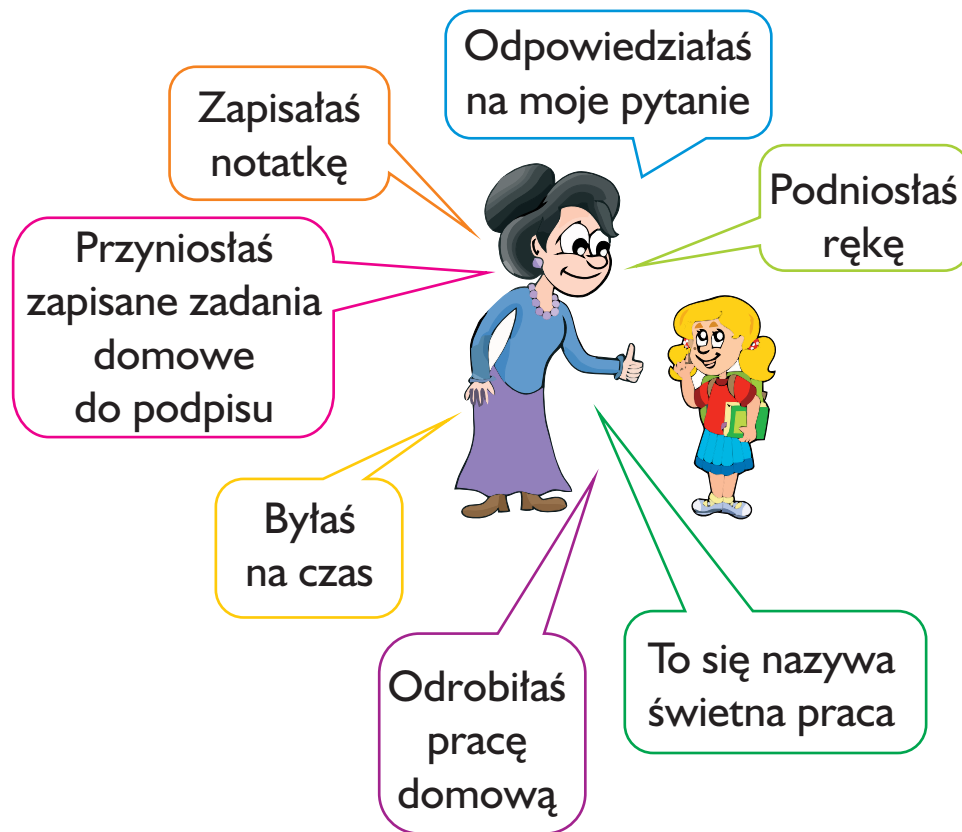 Odpowiedziałaś
na moje pytanie
Zapisałaś
notatkę
Podniosłaś
rękę
Przyniosłaś
zapisane zadania
domowe
do podpisu
Byłaś
na czas
To się nazywa
świetna praca
Odrobiłaś
pracę
domową